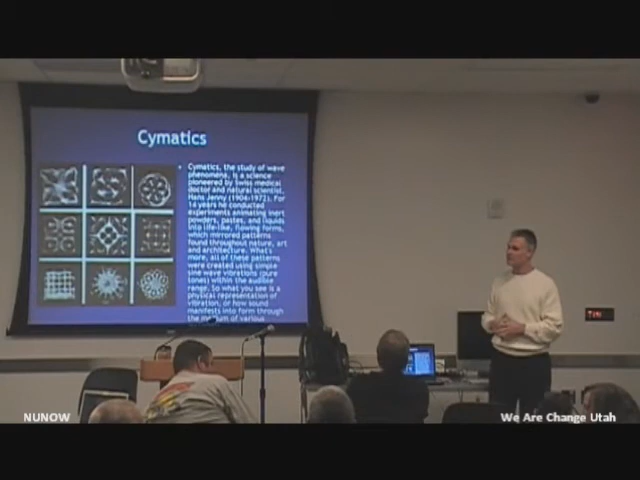 Cymatics
• Cymatics, the study of wave
phenomena, is a science
pioneered by Swiss medical
doctor and natural scientist,
Hans Jenny (1904-1972). For
14 years he conducted
experiments animating inert
powders, pastes, and liquids
into life-like, flowing forms,
which mirrored patterns
found throughout nature, art
and architecture. What's
more, all of these patterns
were created using simple
sine wave vibrations (pure
tones) within the audible
range. So what you see is a
physical representation of
vibration, or how sound
manifests into form through
the medium of various
NUNOW
We Are Change Utah